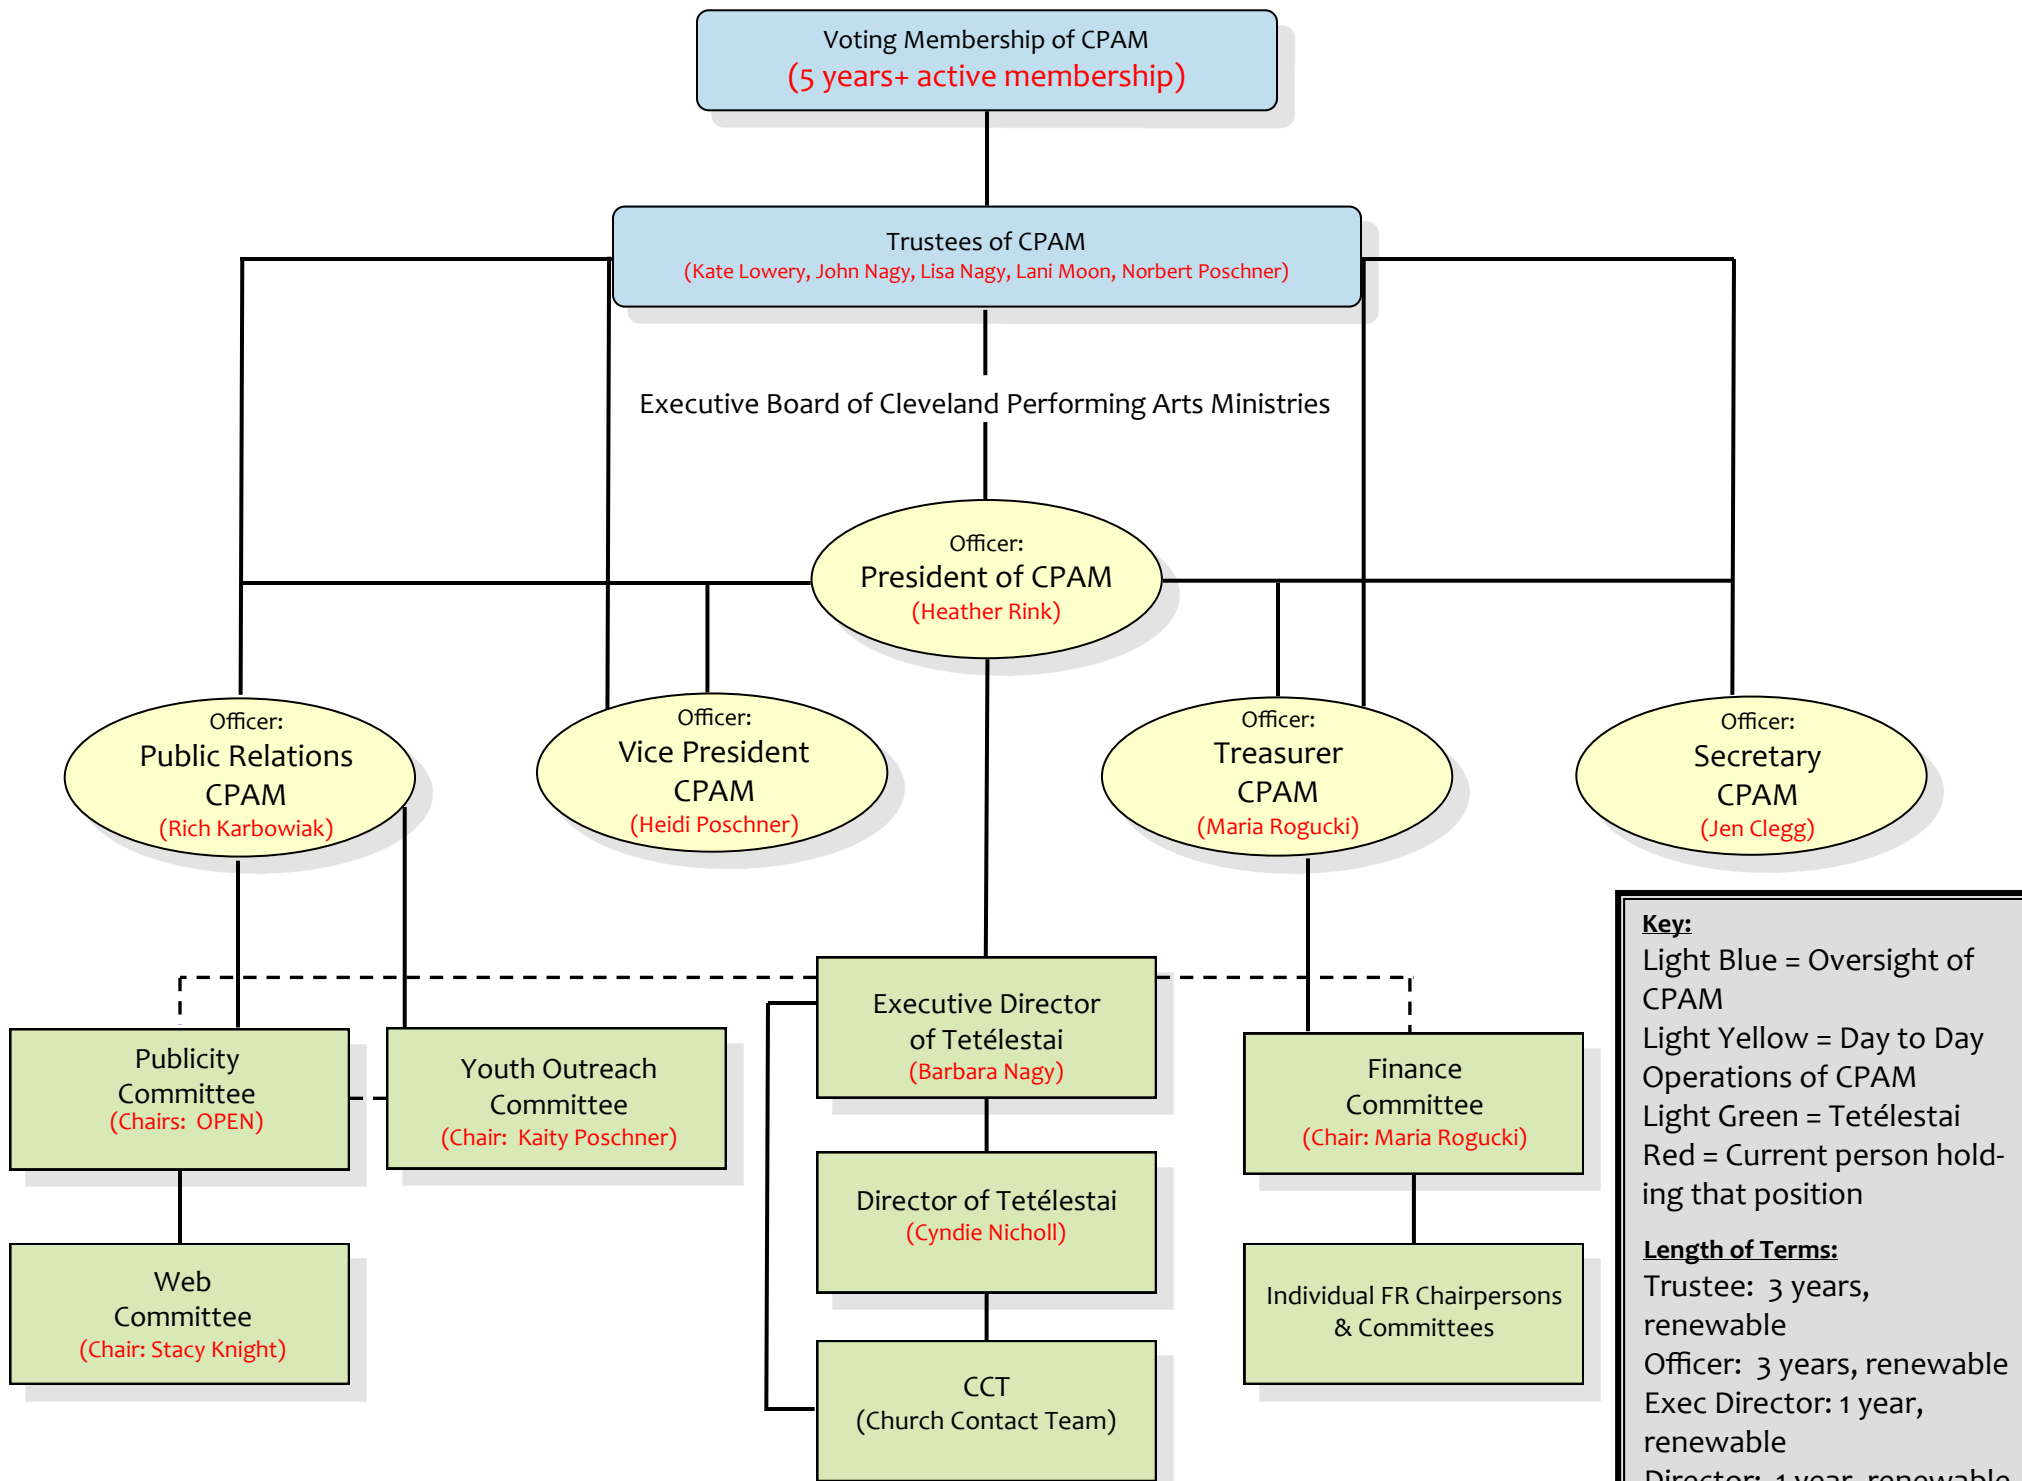 Voting Membership of CPAM
(5 years+ active membership)
Trustees of CPAM
(Kate Lowery, John Nagy, Lisa Nagy, Lani Moon, Norbert Poschner)
Executive Board of Cleveland Performing Arts Ministries
Officer:
President of CPAM
(Heather Rink)
Officer:
Public Relations
CPAM
(Rich Karbowiak)
Officer:
Vice President
CPAM
(Heidi Poschner)
Officer:
Treasurer
CPAM
(Maria Rogucki)
Officer:
Secretary
CPAM
(Jen Clegg)
Publicity
Committee
(Chairs: OPEN)
Youth Outreach
Committee
(Chair: Kaity Poschner)
Executive Director
of Tetélestai
(Barbara Nagy)
Finance
Committee
(Chair: Maria Rogucki)
Director of Tetélestai
(Cyndie Nicholl)
Web
Committee
(Chair: Stacy Knight)
Individual FR Chairpersons
& Committees
CCT
(Church Contact Team)
Key:
Light Blue = Oversight of
CPAM
Light Yellow = Day to Day
Operations of CPAM
Light Green = Tetélestai
Red = Current person hold-
ing that position
Length of Terms:
Trustee: 3 years,
renewable
Officer: 3 years, renewable
Exec Director: 1 year,
renewable
Director: 1 year, renewable